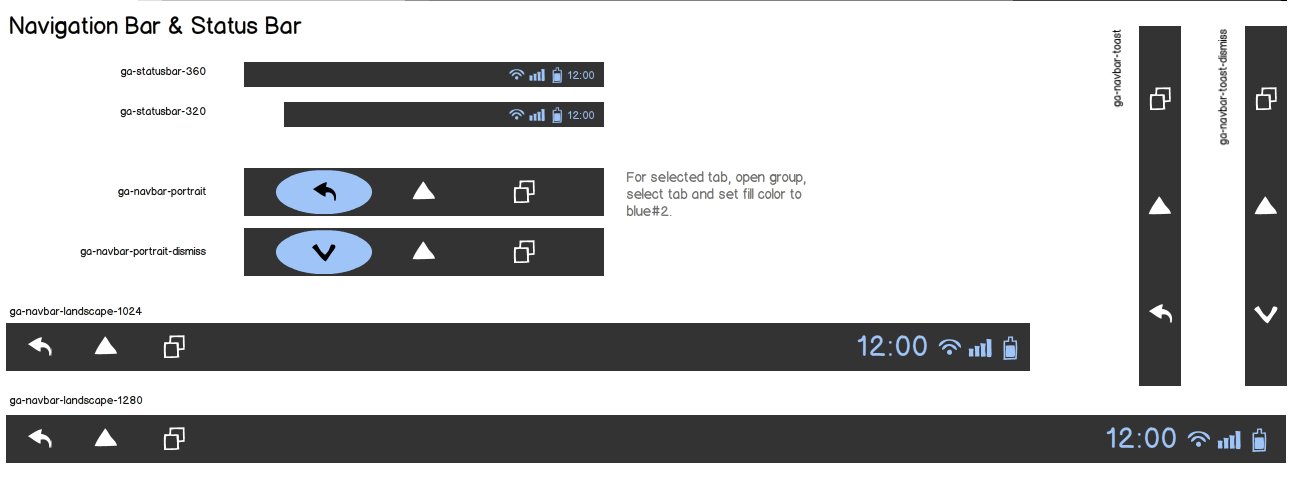 Navigation Bar & Status Bar
ga-statusbar-360
12:00
ga-statusbar-320
12:00
ga-navbar-portrait
For selected tab, open group,
select tab and set fill color to
blue#2.
ga-navbar-portrait-dismiss
ga-navbar-landscape-1024
12:00
ga-navbar-landscape-1280
12:00
ga-navbar-toast
ga-navbar-toast-dismiss